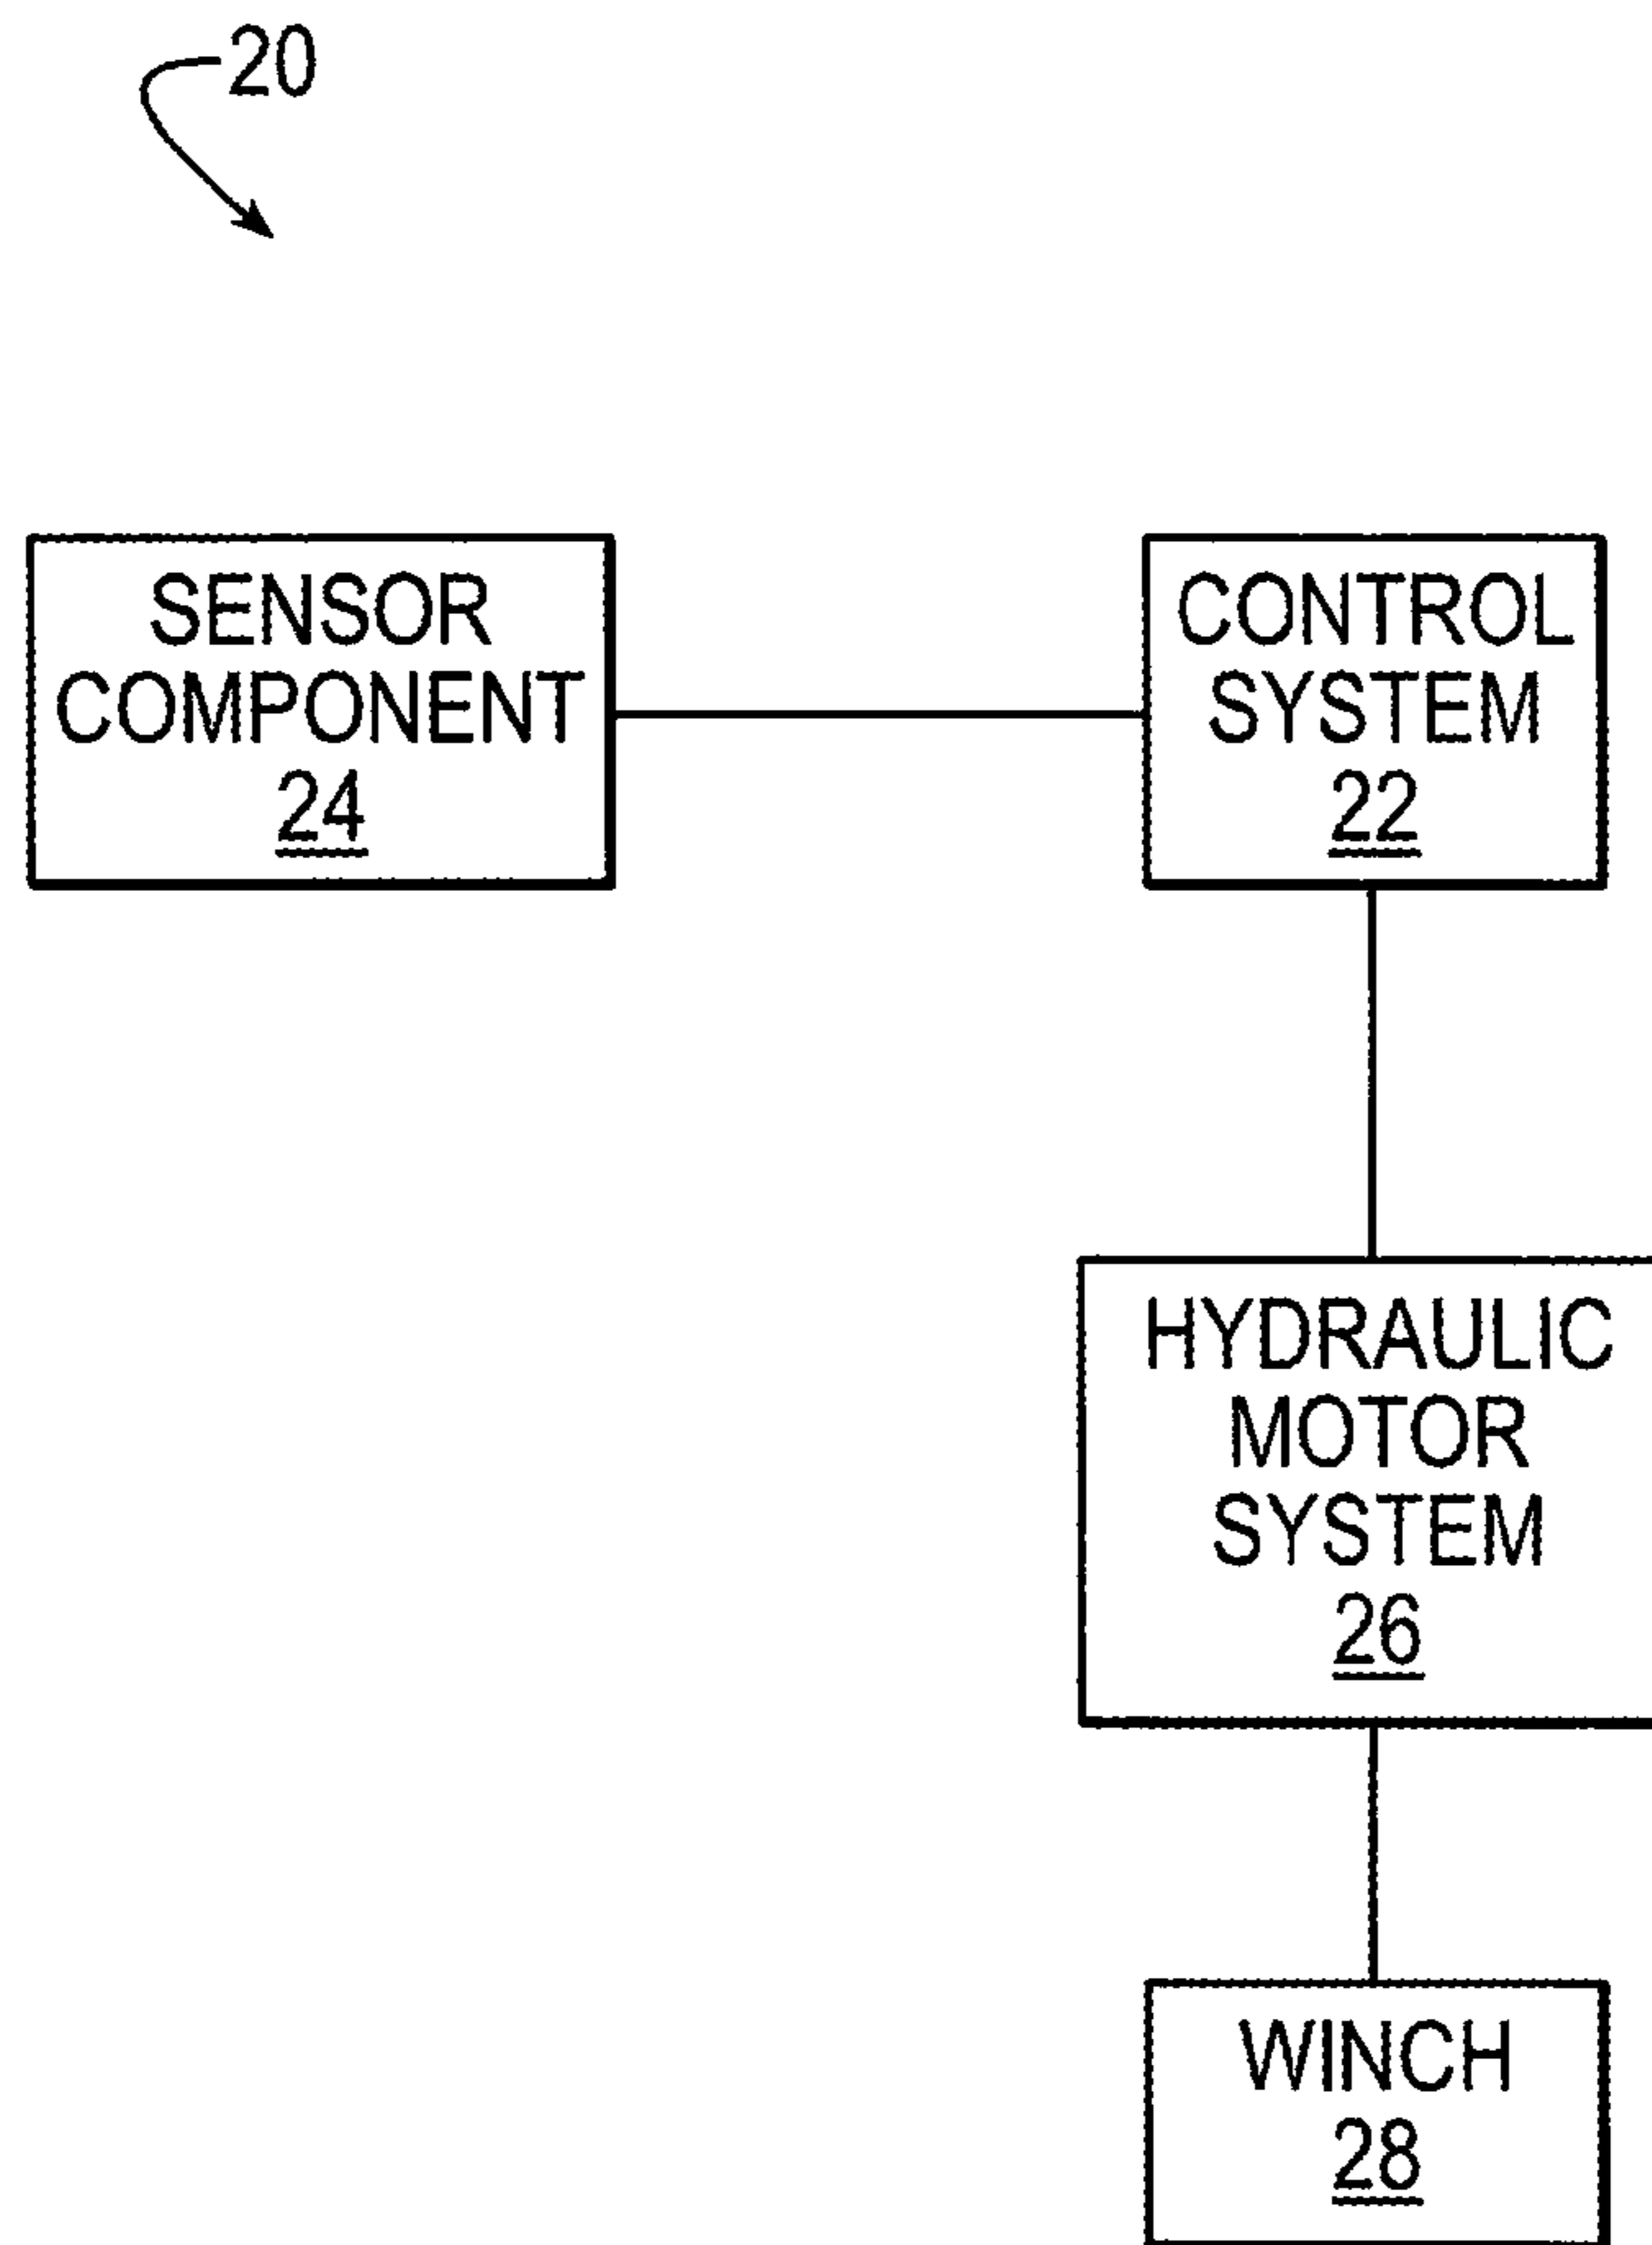 20
SENSOR
COMPONENT
24
CONTROL
SYSTEM
22
HYDRAULIC
MOTOR
SYSTEM
26
WINCH
28